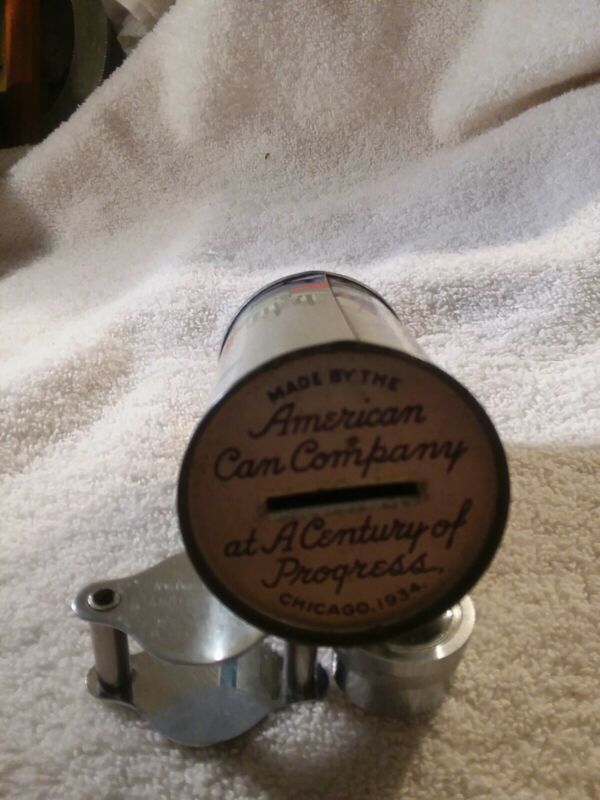 MADE BY THE
American
Can Company
at A Century of
Progress.
CHICAGO, 1934.